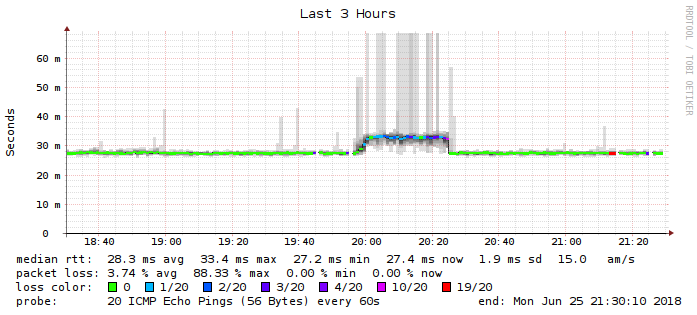 Last 3 Hours
RRDTOOL / TOBI OETIKER
Seconds
60 m
50 m
40 m
30 m
20 m
10 m
0
18:40 19:00 19:20 19:40 20:00 20:20 20:40 21:00 21:20
median rtt: 28.3 ms avg 33.4 ms max 27.2 ms min 27.4 ms now 1.9 ms sd 15.0 am/s
packet loss: 3.74 % avg 88.33 % max 0.00 % min 0.00 % now
loss color: 0 1/20 2/20 3/20 4/20 10/20 19/20
probe: 20 ICMP Echo Pings (56 Bytes) every 60s end: Mon Jun 25 21:30:10 2018